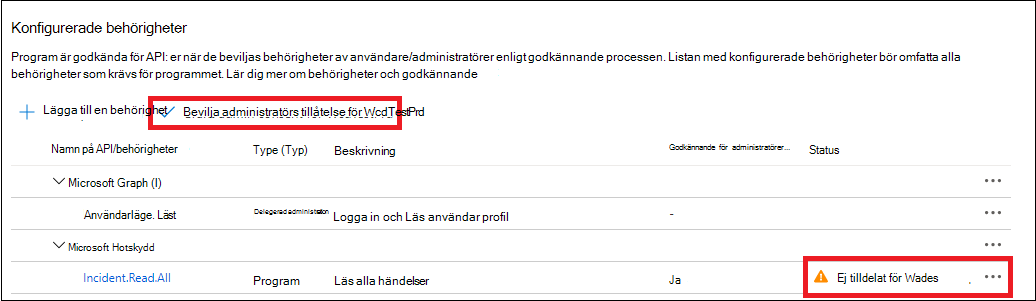 Konfigurerade behörigheter
Program är godkända för API: er när de beviljas behörigheter av användare/administratörer enligt godkännande processen. Listan med konfigurerade behörigheter bör omfatta alla
behörigheter som krävs för programmet. Lär dig mer om behörigheter och godkännande
Lägga till en behörighet Bevilja administratörs tillåtelse för WcdTestPrd
Namn på API/behörigheter Type (Typ) Beskrivning Godkännande för administratörer... Status
Microsoft Graph (I) ...
Användarläge. Läst Delegerad administration Logga in och Läs användar profil - 
Microsoft Hotskydd ...
Incident.Read.All Program Läs alla händelser Ja Ej tilldelat för Wades ...